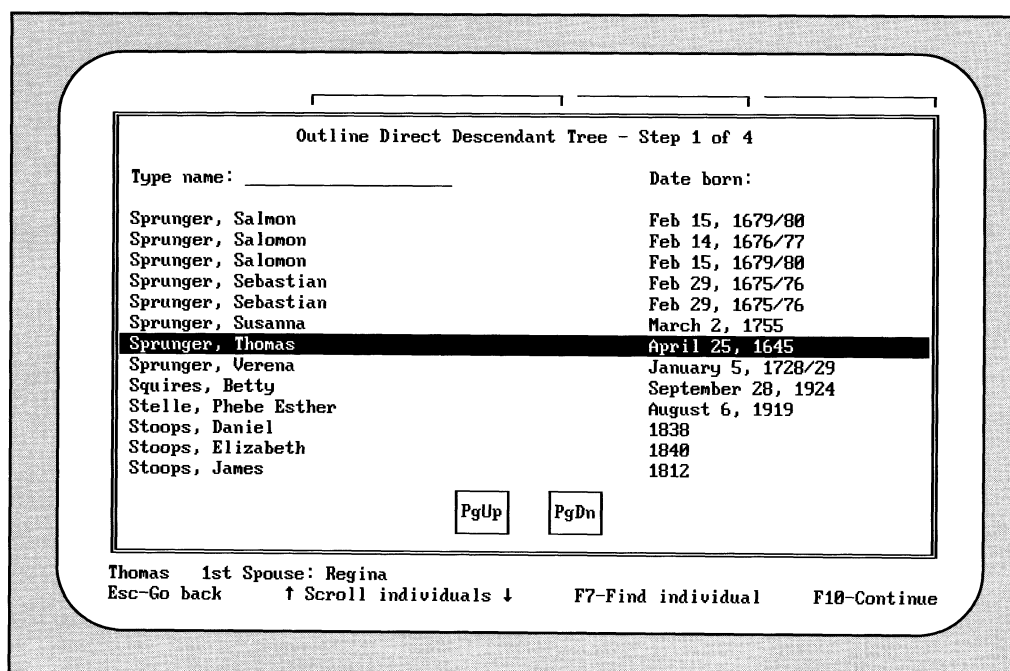 Outline Direct Descendant Tree - Step 1 of 4
Type name: ____________________ Date born:
Sprunger, Salmon Feb 15, 1679/80
Sprunger, Salomon Feb 14, 1676/77
Sprunger, Salomon Feb 15, 1679/80
Sprunger, Sebastian Feb 29, 1675/76
Sprunger, Sebastian Feb 29, 1675/76
Sprunger, Susanna March 2, 1755
Sprunger, Thomas April 25, 1645
Sprunger, Verena January 5, 1728/29
Squires, Betty September 28, 1924
Stelle, Phebe Esther August 6, 1919
Stoops, Daniel 1838
Stoops, Elizabeth 1840
Stoops, James 1812
PgUp PgDn
Thomas 1st Spouse: Regina
Esc-Go back ↑ Scroll individuals ↓ F7-Find individual F10-Continue